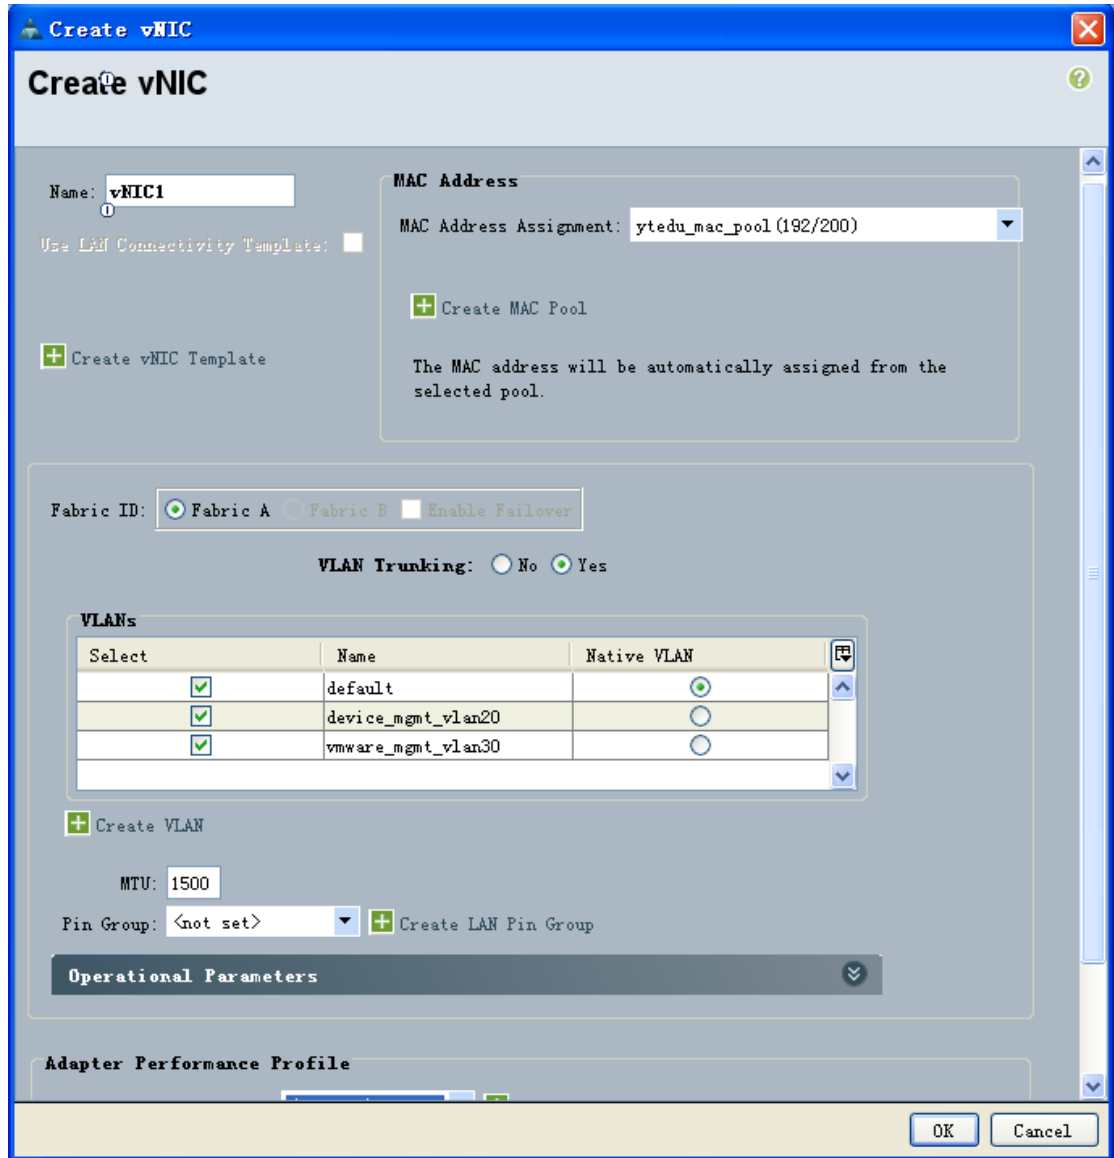 Create vNIC
Create vNIC
Name: vNIC1
Use LAN Connectivity Template:
Create vNIC Template
MAC Address
MAC Address Assignment: ytedu_mac_pool(192/200)
Create MAC Pool
The MAC address will be automatically assigned from the
selected pool.
Fabric ID: Fabric A Fabric B Enable Failover
VLAN Trunking: No Yes
VLANs
Select Name Native VLAN
default
device_mgmt_vlan20
vmware_mgmt_vlan30
Create VLAN
MTU: 1500
Pin Group: <not set> Create LAN Pin Group
Operational Parameters
Adapter Performance Profile
OK Cancel